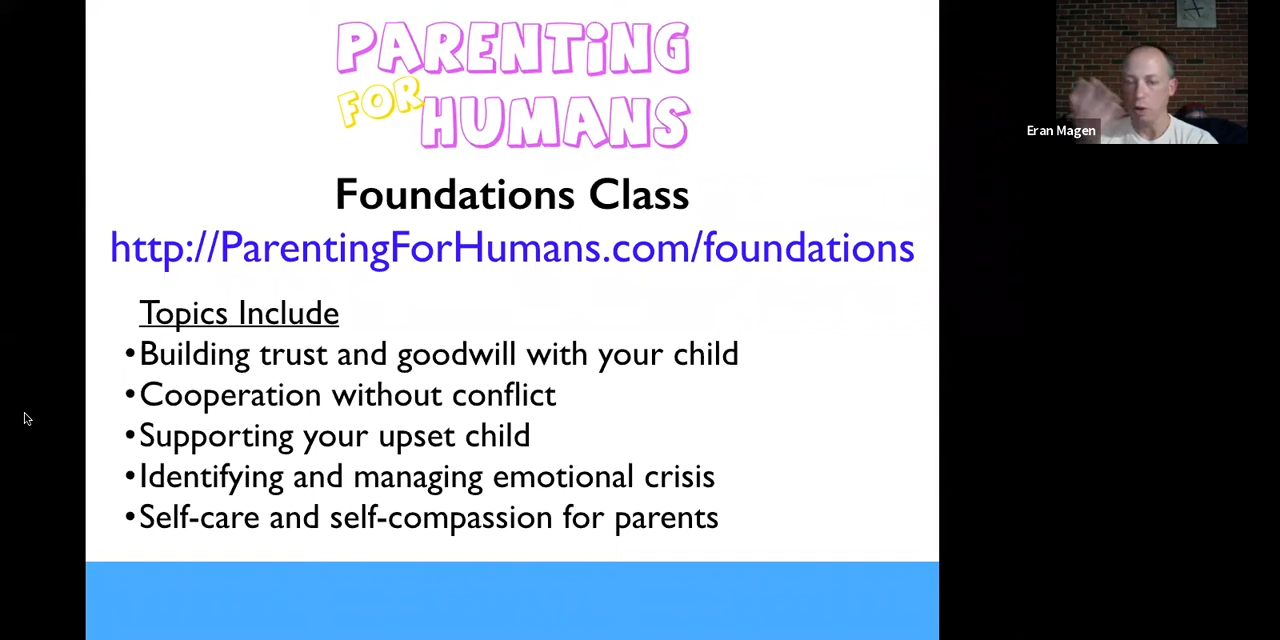 PARENTiNG
FOR HUMANS
Foundations Class
http://ParentingForHumans.com/foundations
Topics Include
•Building trust and goodwill with your child
•Cooperation without conflict
•Supporting your upset child
•Identifying and managing emotional crisis
•Self-care and self-compassion for parents
Eran Magen